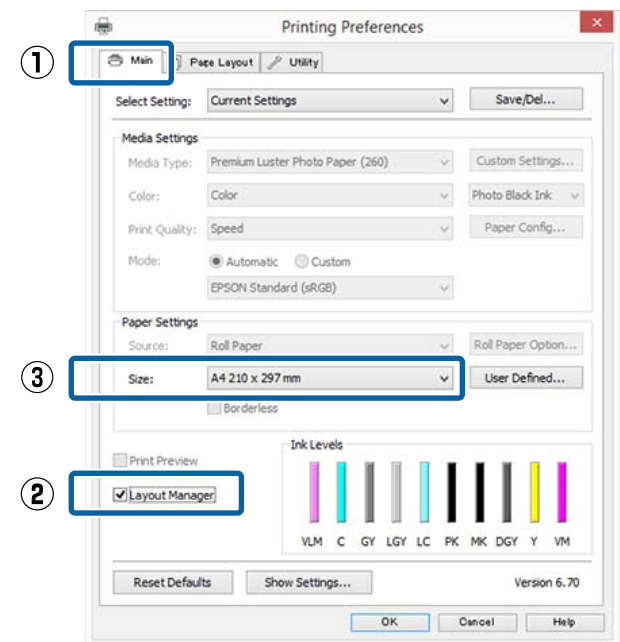 Printing Preferences
①
Main
Page Layout
Utility
Select Setting:
Current Settings
Save/Del...
Media Settings
Media Type:
Premium Luster Photo Paper (260)
Custom Settings...
Color:
Color
Photo Black Ink
Print Quality:
Speed
Paper Config...
Mode:
Automatic
Custom
EPSON Standard (sRGB)
Paper Settings
Source:
Roll Paper
Roll Paper Option...
③
Size:
A4 210 x 297 mm
User Defined...
Borderless
Print Preview
Ink Levels
②
Layout Manager
VLM C GY LGY LC PK MK DGY Y VM
Reset Defaults
Show Settings...
Version 6.70
OK
Cancel
Help